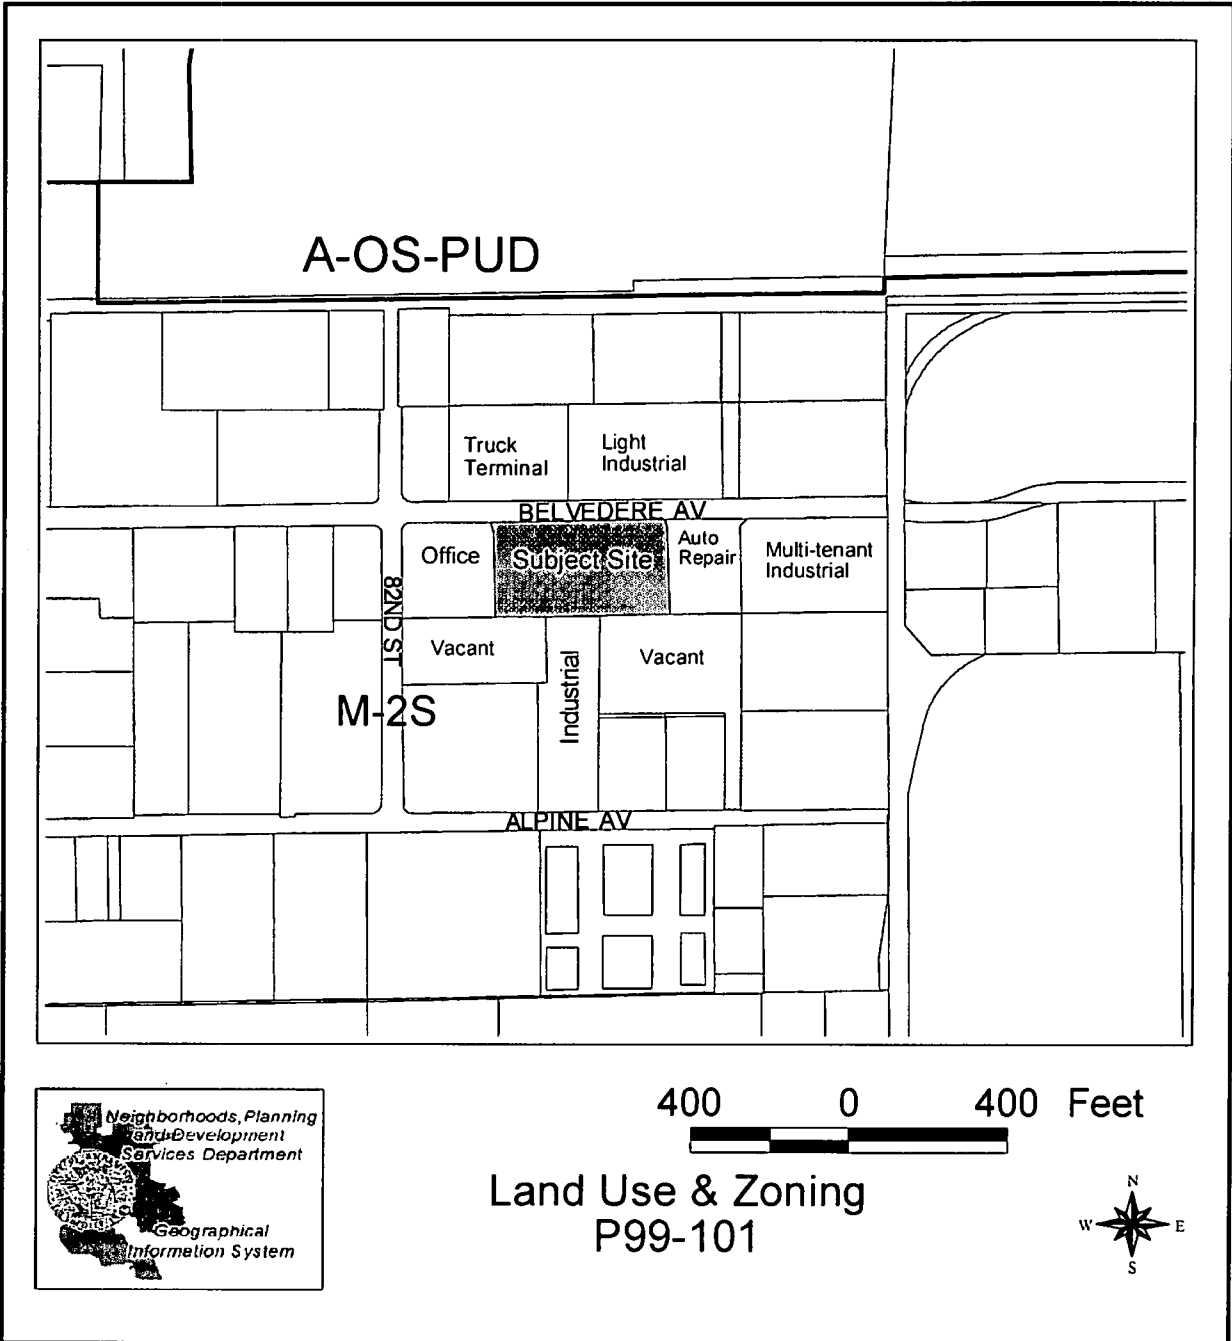 A-OS-PUD
Truck
Terminal
Light
Industrial
BELVEDERE AV
Office
Subject Site
Auto
Repair
Multi-tenant
Industrial
82ND ST
Vacant
Industrial
Vacant
M-2S
ALPINE AV
Neighborhoods, Planning
and Development
Services Department
Geographical
Information System
400 0 400 Feet
Land Use & Zoning
P99-101
N
W E
S